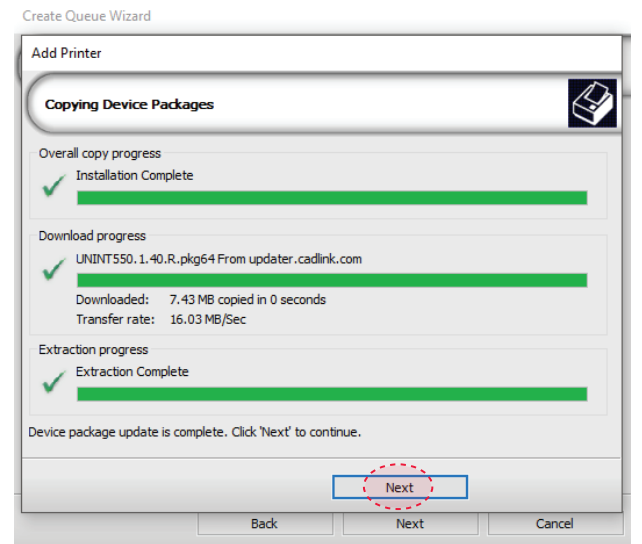 Create Queue Wizard
Add Printer
Copying Device Packages
Overall copy progress
Installation Complete
Download progress
UNINT550.1.40.R.pkg64 From updater.cadlink.com
Downloaded: 7.43 MB copied in 0 seconds
Transfer rate: 16.03 MB/Sec
Extraction progress
Extraction Complete
Device package update is complete. Click 'Next' to continue.
Next
Back Next Cancel